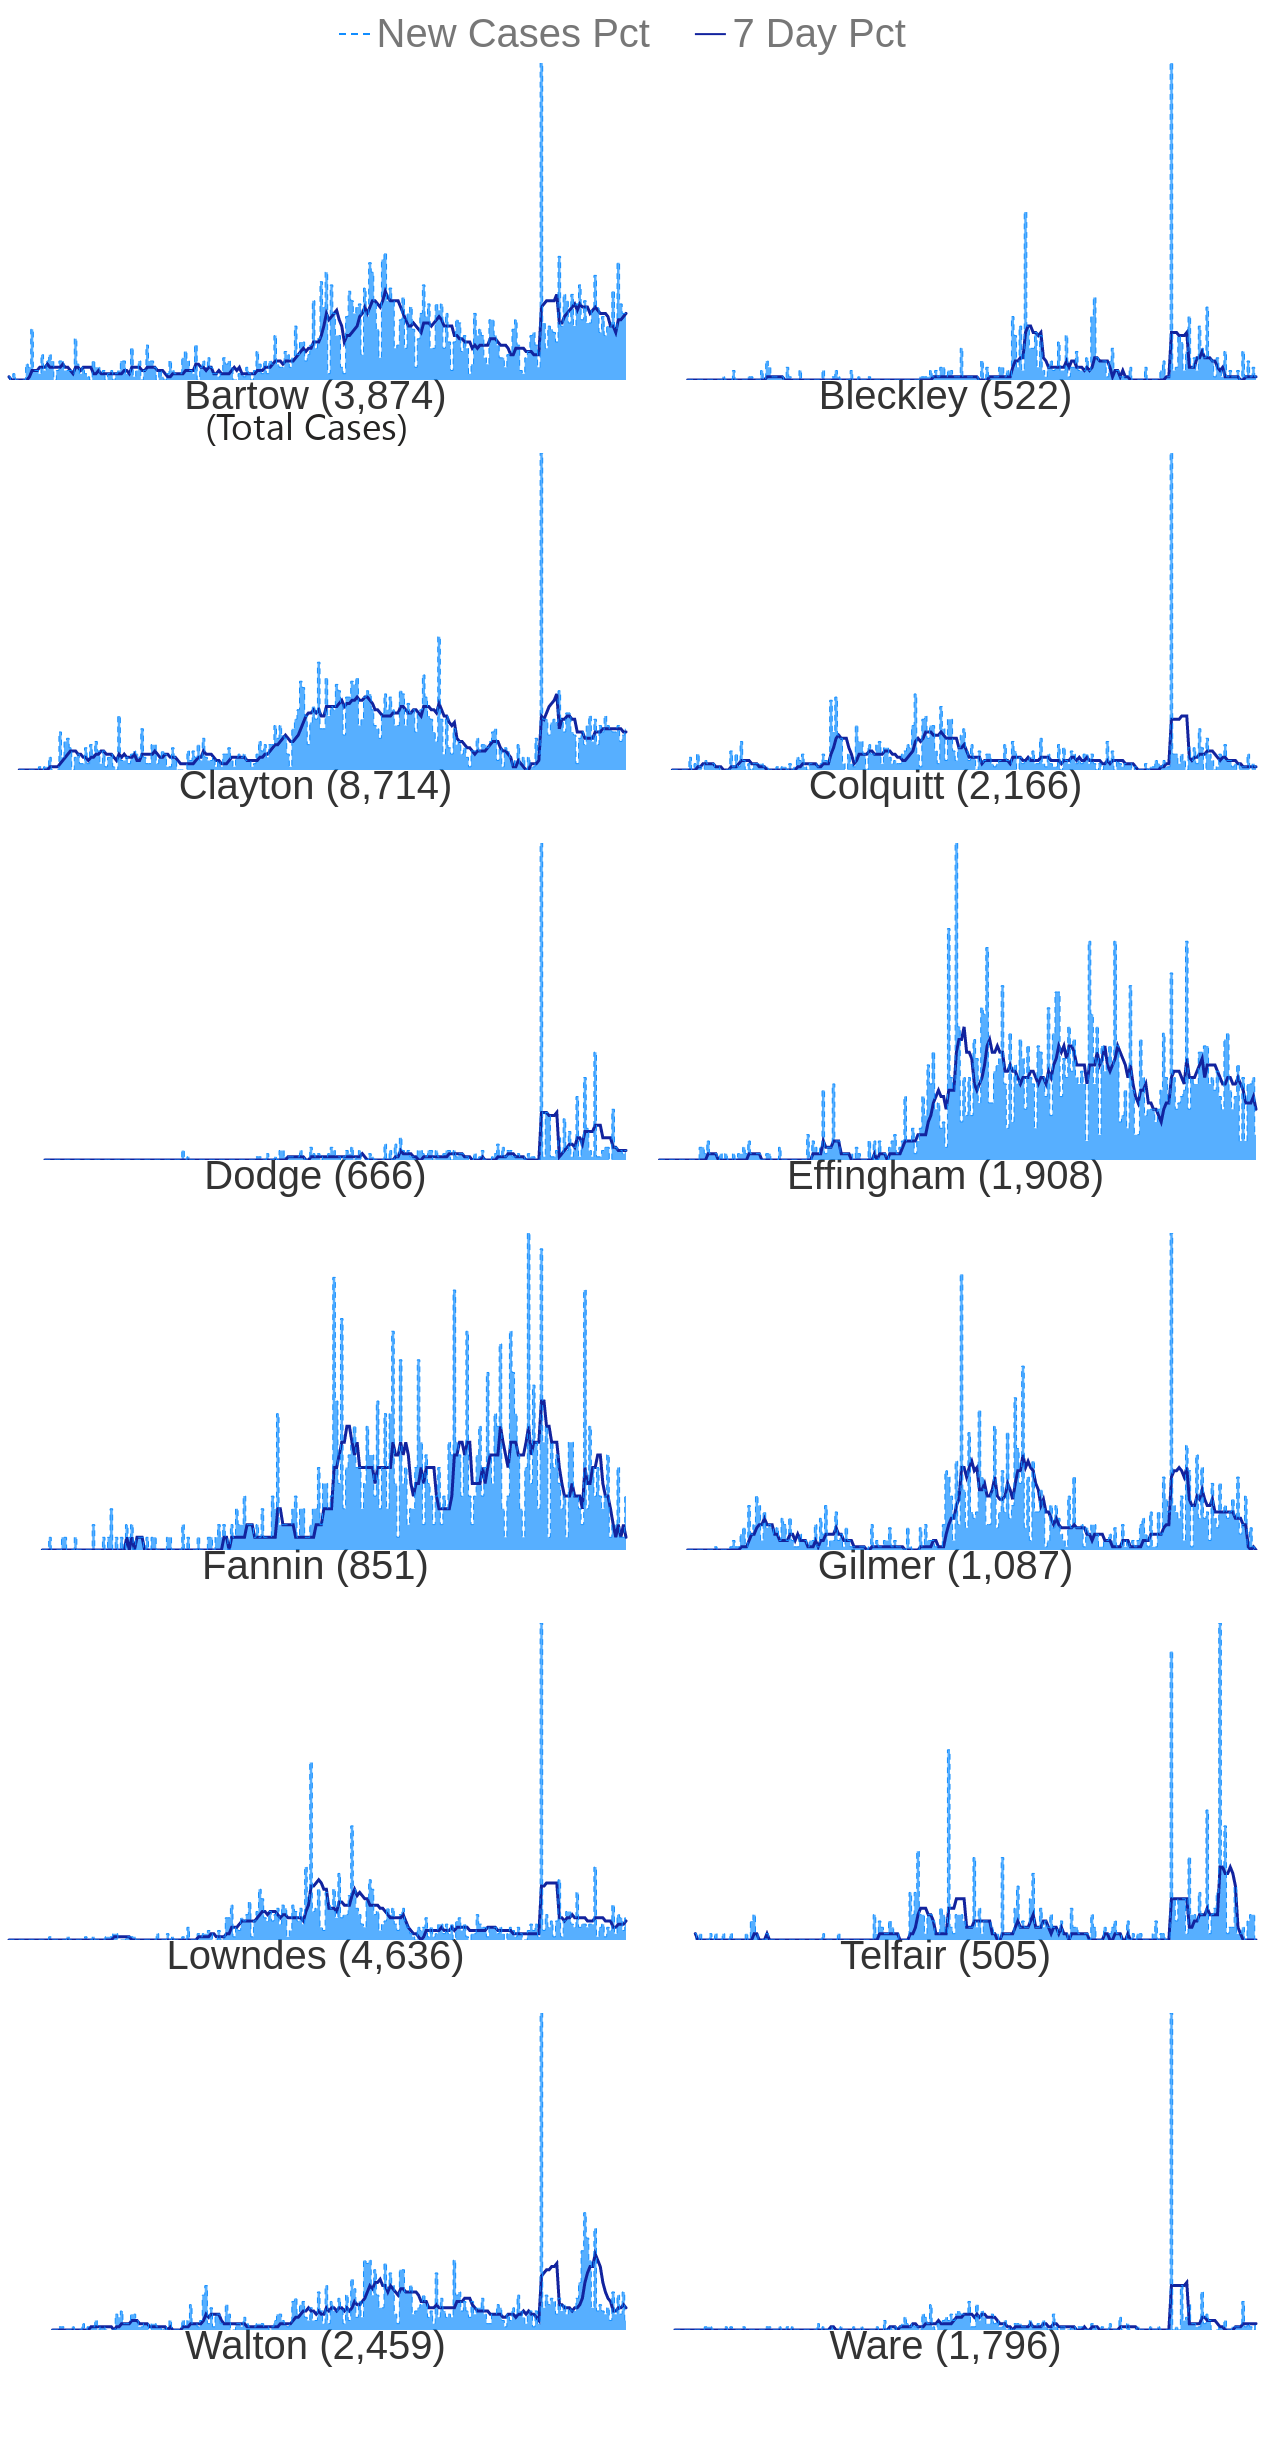 New Cases Pct 7 Day Pct
Bartow (3,874) Bleckley (522)
(Total Cases)
Clayton (8,714) Colquitt (2,166)
Dodge (666) Effingham (1,908)
Fannin (851) Gilmer (1,087)
Lowndes (4,636) Telfair (505)
Walton (2,459) Ware (1,796)